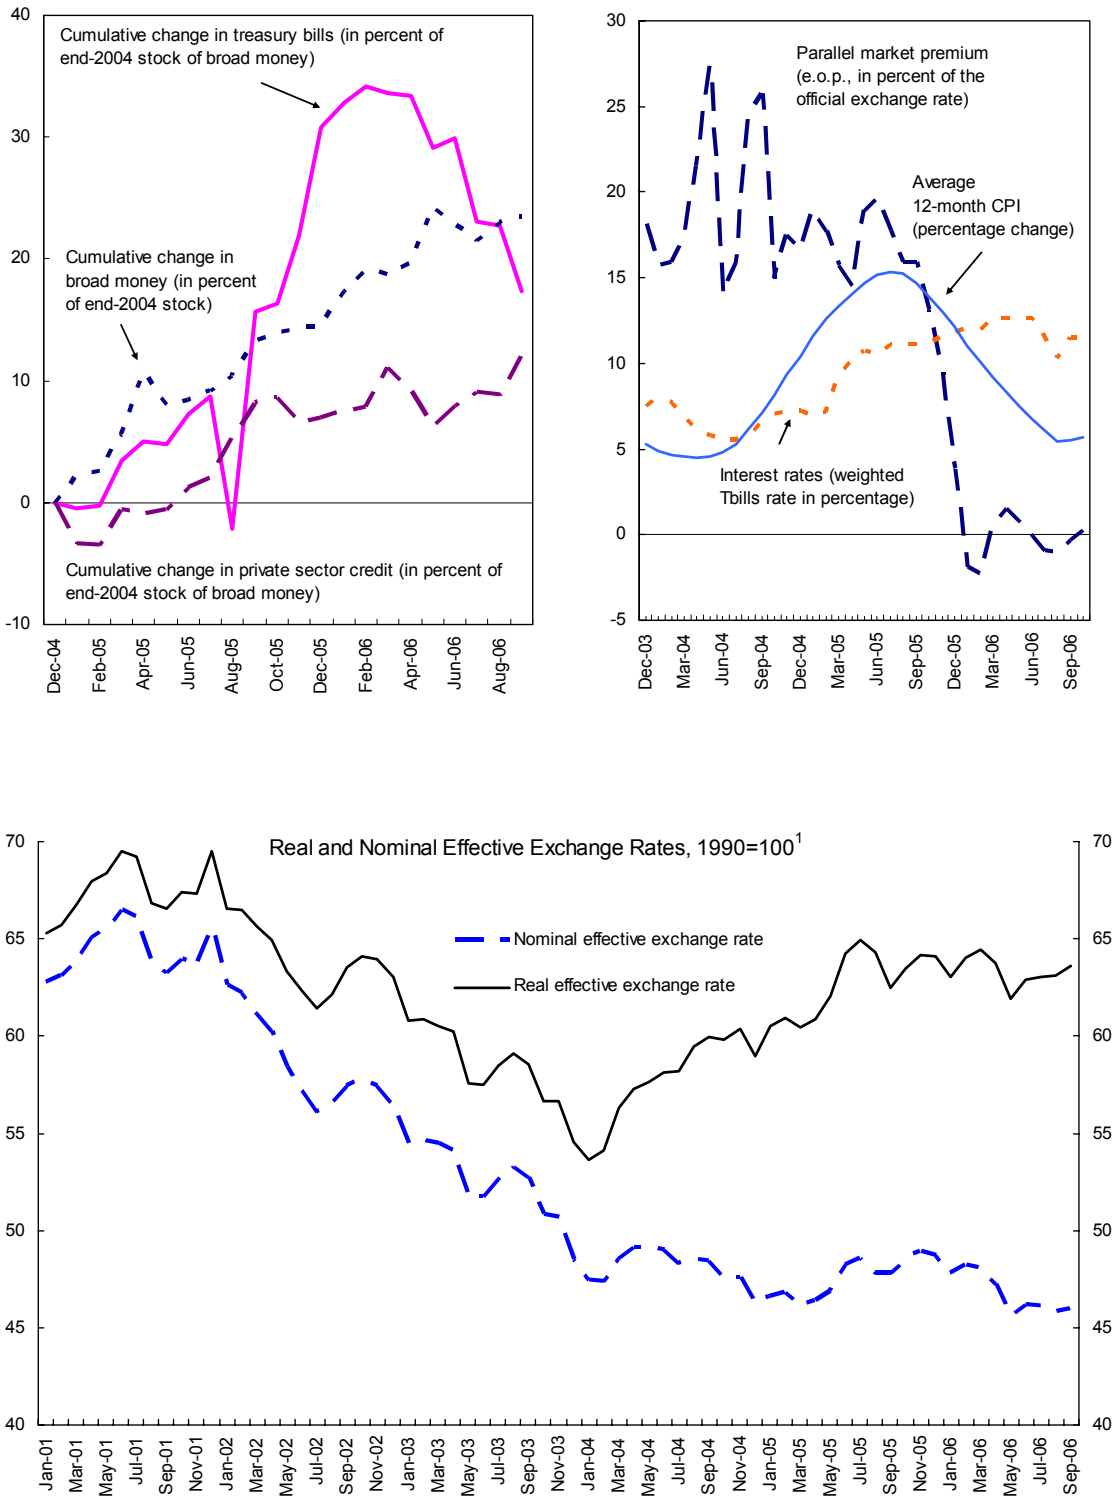 40
30
20
10
0
-10
Cumulative change in treasury bills (in percent of
end-2004 stock of broad money)
Cumulative change in
broad money (in percent
of end-2004 stock)
Cumulative change in private sector credit (in percent of
end-2004 stock of broad money)
Dec-04
Feb-05
Apr-05
Jun-05
Aug-05
Oct-05
Dec-05
Feb-06
Apr-06
Jun-06
Aug-06
30
25
20
15
10
5
0
-5
Parallel market premium
(e.o.p., in percent of the
official exchange rate)
Average
12-month CPI
(percentage change)
Interest rates (weighted
Tbills rate in percentage)
Dec-03
Mar-04
Jun-04
Sep-04
Dec-04
Mar-05
Jun-05
Sep-05
Dec-05
Mar-06
Jun-06
Sep-06
Real and Nominal Effective Exchange Rates, 1990=100¹
70
65
60
55
50
45
40
Nominal effective exchange rate
Real effective exchange rate
70
65
60
55
50
45
40
Jan-01
Mar-01
May-01
Jul-01
Sep-01
Nov-01
Jan-02
Mar-02
May-02
Jul-02
Sep-02
Nov-02
Jan-03
Mar-03
May-03
Jul-03
Sep-03
Nov-03
Jan-04
Mar-04
May-04
Jul-04
Sep-04
Nov-04
Jan-05
Mar-05
May-05
Jul-05
Sep-05
Nov-05
Jan-06
Mar-06
May-06
Jul-06
Sep-06